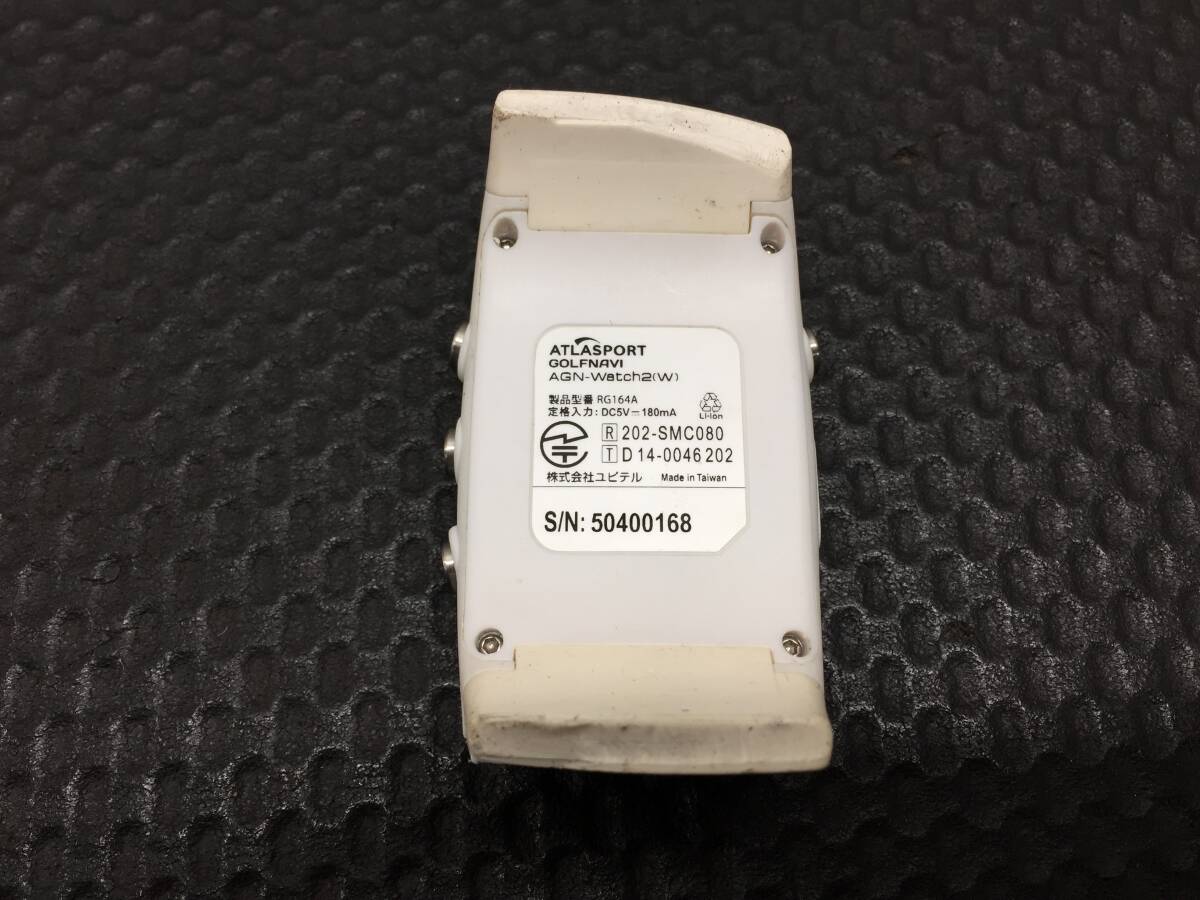 ATLASPORT
GOLFNAVI
AGN-Watch2(W)
製品型番 RG164A
定格入力:DC5V⎓180mA
Li-ion
R 202-SMC080
T D 14-0046 202
株式会社ユピテル Made in Taiwan
S/N: 50400168